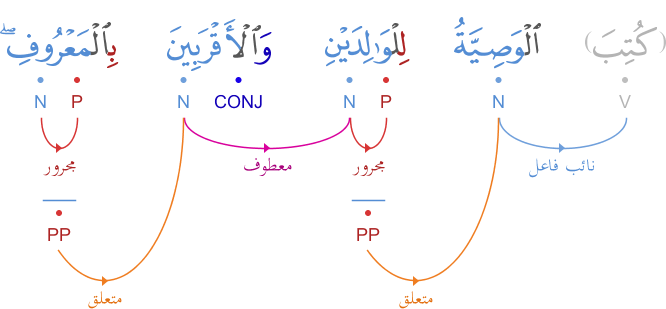 (كُتِبَ) ٱلْوَصِيَّةُ لِلْوَٰلِدَيْنِ وَٱلْأَقْرَبِينَ بِٱلْمَعْرُوفِ ۖ
V N P N CONJ N P N
نائب فاعل مجرور معطوف مجرور
PP PP
متعلق متعلق